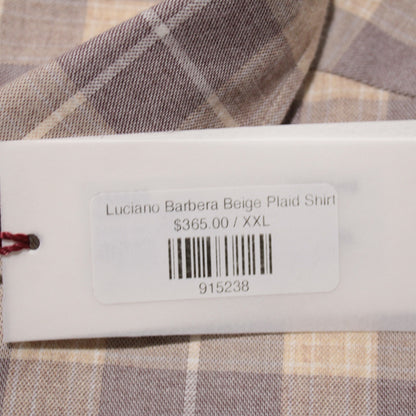 Luciano Barbera Beige Plaid Shirt
$365.00 / XXL
915238